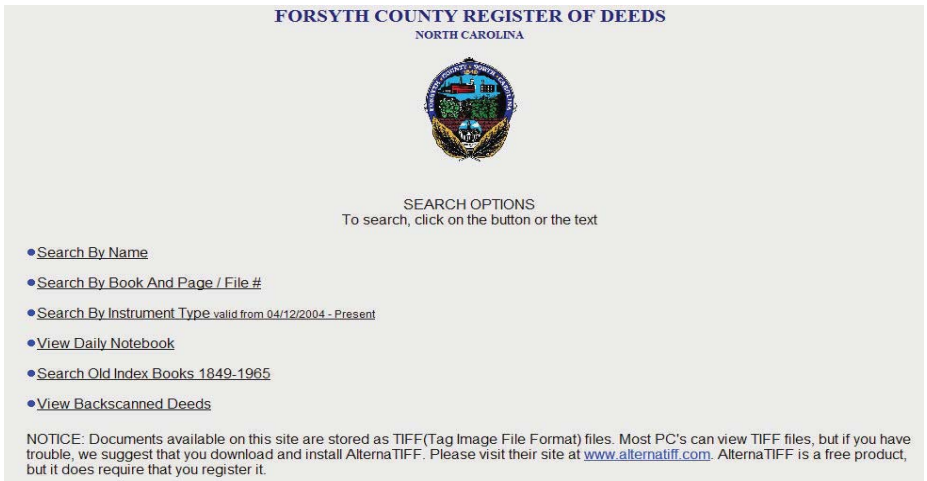 FORSYTH COUNTY REGISTER OF DEEDS
NORTH CAROLINA
FORSYTH COUNTY NORTH CAROLINA
1849
SEARCH OPTIONS
To search, click on the button or the text
Search By Name
Search By Book And Page / File #
Search By Instrument Type valid from 04/12/2004 - Present
View Daily Notebook
Search Old Index Books 1849-1965
View Backscanned Deeds
NOTICE: Documents available on this site are stored as TIFF(Tag Image File Format) files. Most PC's can view TIFF files, but if you have
trouble, we suggest that you download and install AlternaTIFF. Please visit their site at www.alternatiff.com. AlternaTIFF is a free product,
but it does require that you register it.